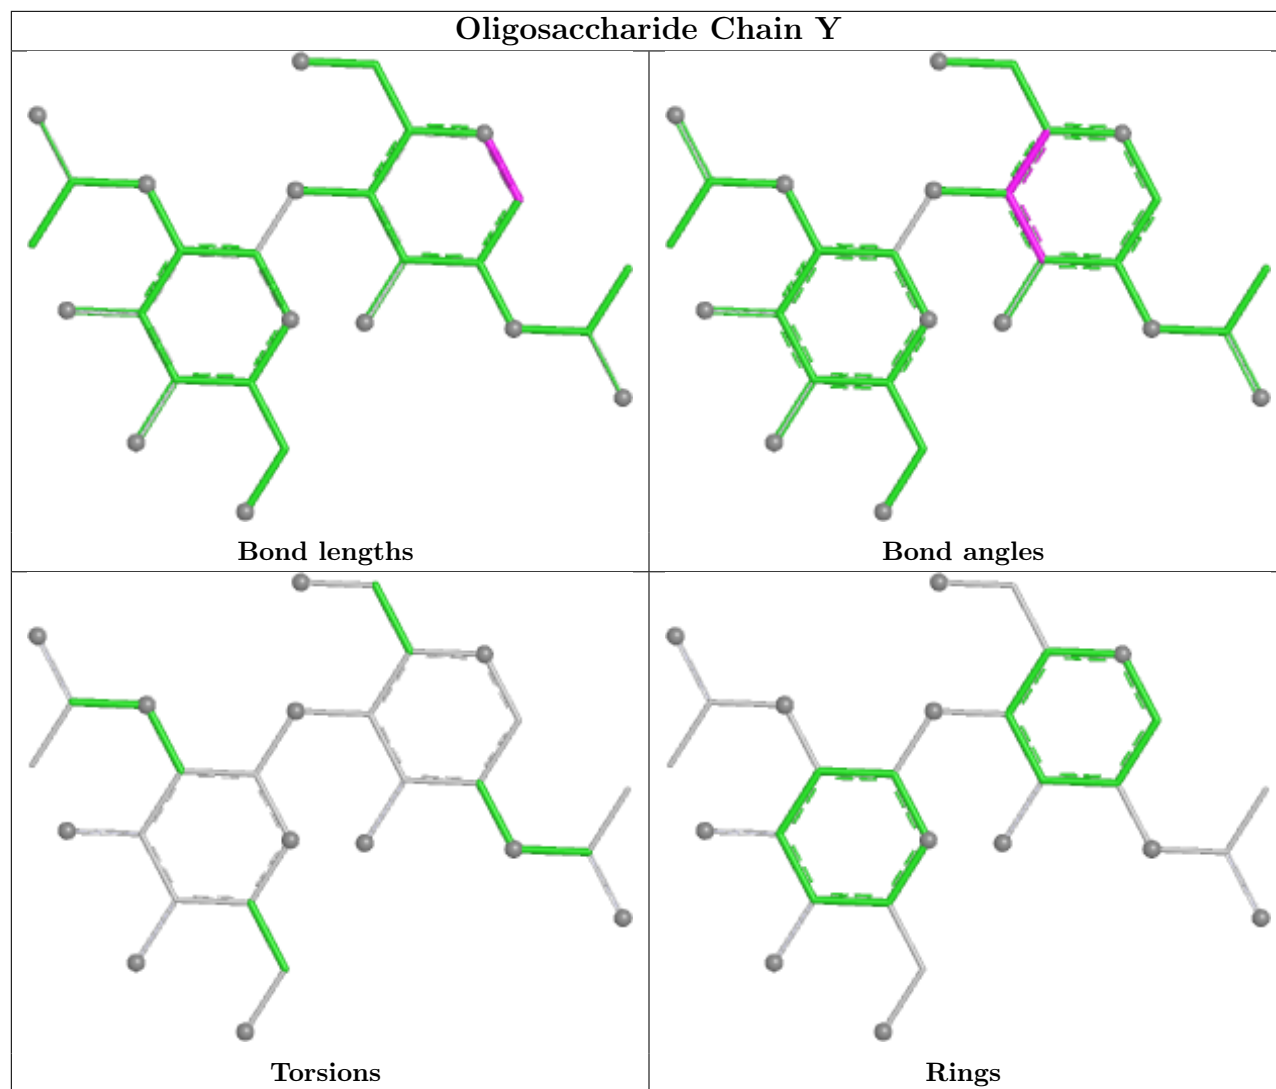 Oligosaccharide Chain Y
Bond lengths
Bond angles
Torsions
Rings